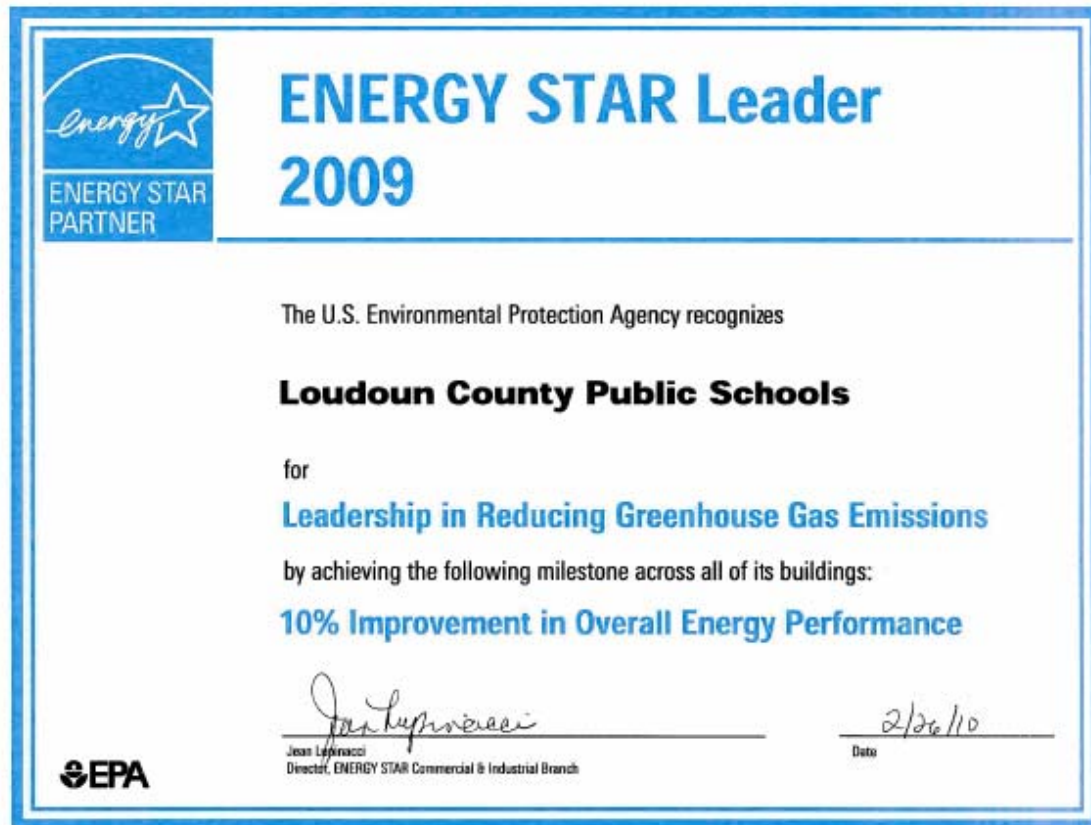 energy
ENERGY STAR
PARTNER
ENERGY STAR Leader
2009
The U.S. Environmental Protection Agency recognizes
Loudoun County Public Schools
for
Leadership in Reducing Greenhouse Gas Emissions
by achieving the following milestone across all of its buildings:
10% Improvement in Overall Energy Performance
Jean Lupinacci
2/26/10
Jean Lupinacci
Date
Director, ENERGY STAR Commercial & Industrial Branch
EPA